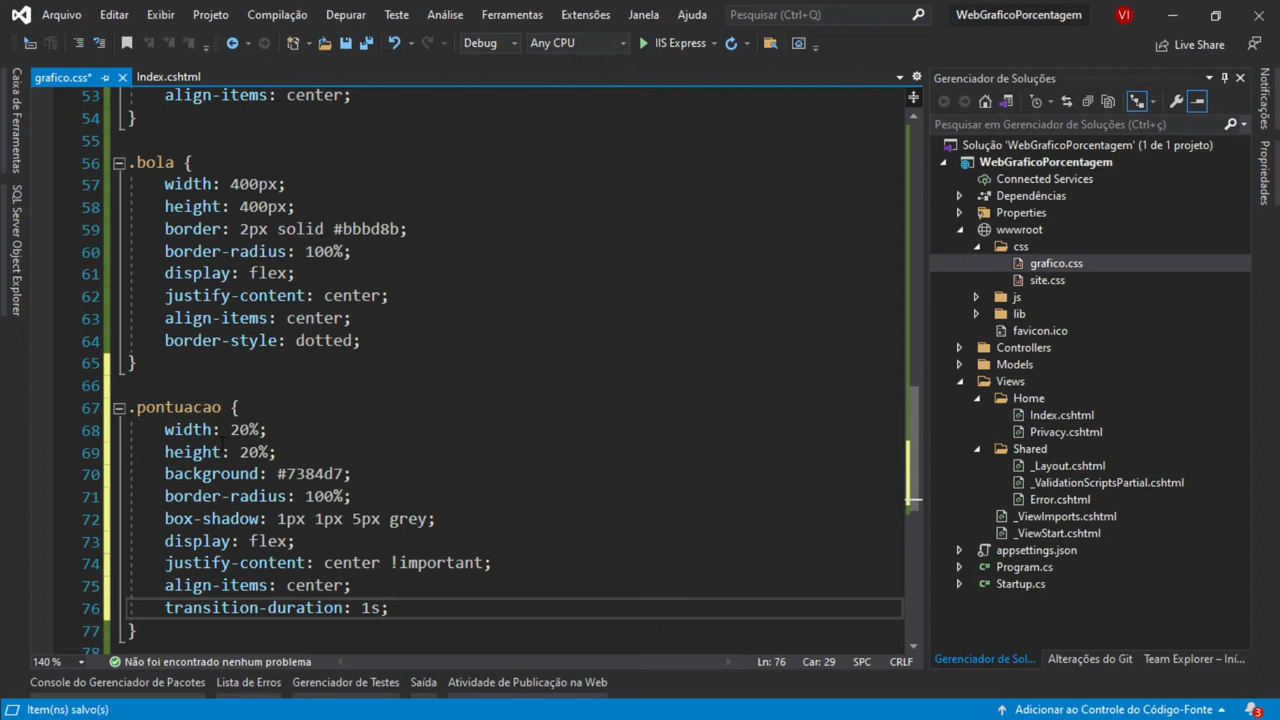 Arquivo Editar Exibir Projeto Compilação Depurar Teste Análise Ferramentas Extensões Janela Ajuda Pesquisar (Ctrl+Q) WebGraficoPorcentagem VI
Debug Any CPU IIS Express Live Share
grafico.css* Index.cshtml
Caixa de Ferramentas
SQL Server Object Explorer
53 align-items: center;
54 }
55
56 .bola {
57 width: 400px;
58 height: 400px;
59 border: 2px solid #bbbd8b;
60 border-radius: 100%;
61 display: flex;
62 justify-content: center;
63 align-items: center;
64 border-style: dotted;
65 }
66
67 .pontuacao {
68 width: 20%;
69 height: 20%;
70 background: #7384d7;
71 border-radius: 100%;
72 box-shadow: 1px 1px 5px grey;
73 display: flex;
74 justify-content: center !important;
75 align-items: center;
76 transition-duration: 1s;
77 }
78
140 % Não foi encontrado nenhum problema Ln: 76 Car: 29 SPC CRLF
Gerenciador de Soluções
Pesquisar em Gerenciador de Soluções (Ctrl+ç)
Solução 'WebGraficoPorcentagem' (1 de 1 projeto)
WebGraficoPorcentagem
Connected Services
Dependências
Properties
wwwroot
css
grafico.css
site.css
js
lib
favicon.ico
Controllers
Models
Views
Home
Index.cshtml
Privacy.cshtml
Shared
_Layout.cshtml
_ValidationScriptsPartial.cshtml
Error.cshtml
_ViewImports.cshtml
_ViewStart.cshtml
appsettings.json
Program.cs
Startup.cs
Gerenciador de Sol... Alterações do Git Team Explorer – Iní...
Notificações
Propriedades
Console do Gerenciador de Pacotes Lista de Erros Gerenciador de Testes Saída Atividade de Publicação na Web
Item(ns) salvo(s) Adicionar ao Controle do Código-Fonte 3